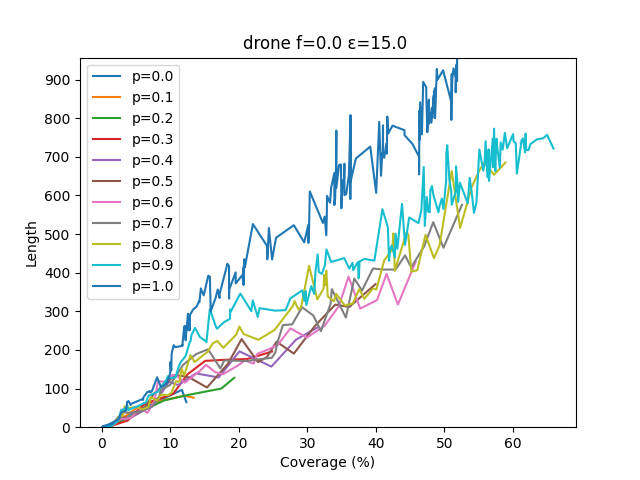 drone f=0.0 ε=15.0
Length
900
800
700
600
500
400
300
200
100
0
p=0.0
p=0.1
p=0.2
p=0.3
p=0.4
p=0.5
p=0.6
p=0.7
p=0.8
p=0.9
p=1.0
0 10 20 30 40 50 60
Coverage (%)